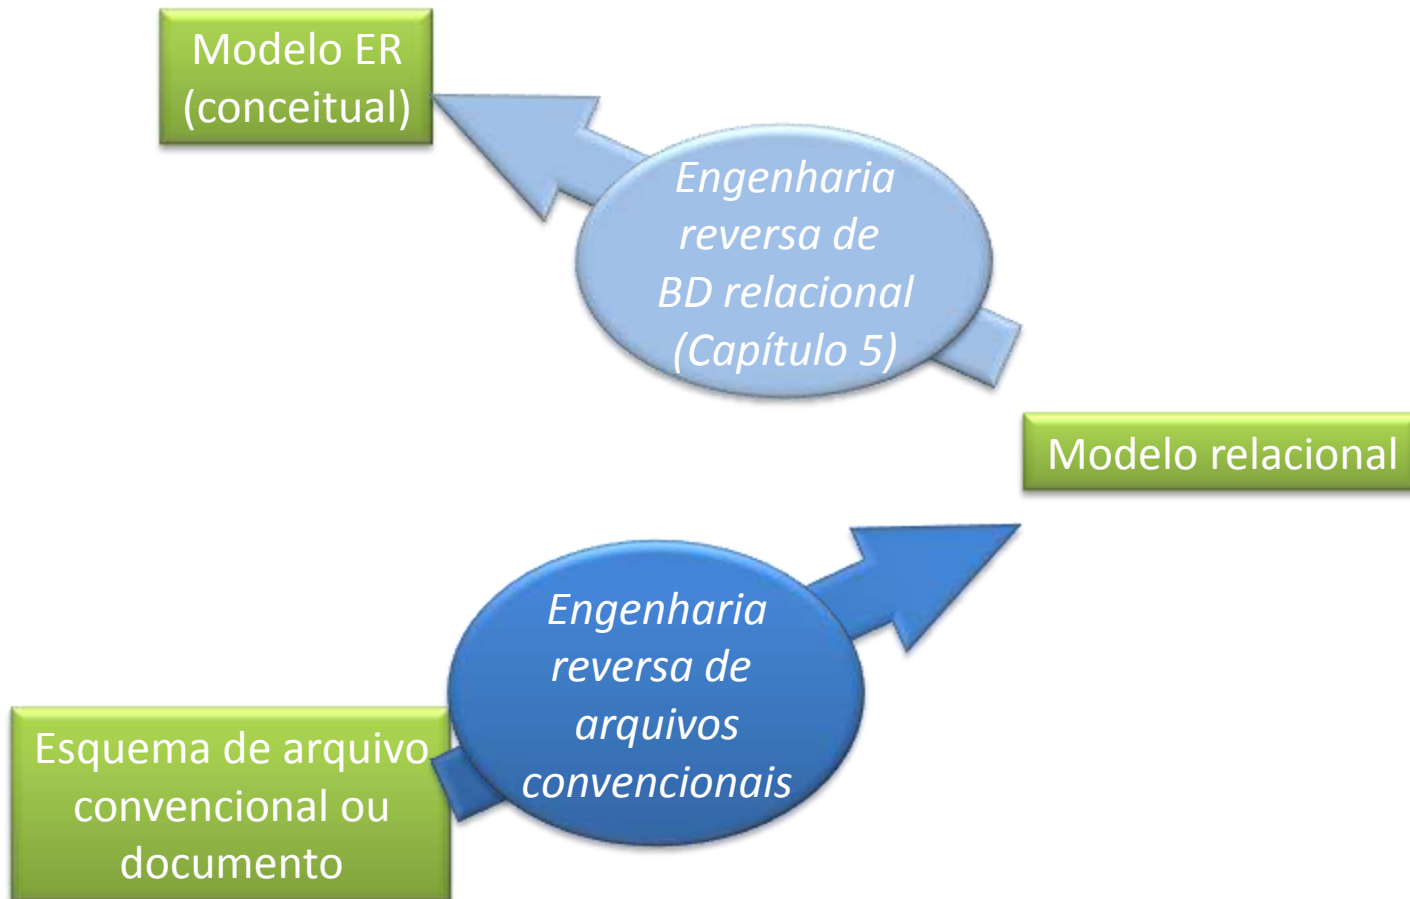 Modelo ER
(conceitual)
Engenharia
reversa de
BD relacional
(Capítulo 5)
Modelo relacional
Engenharia
reversa de
arquivos
convencionais
Esquema de arquivo
convencional ou
documento